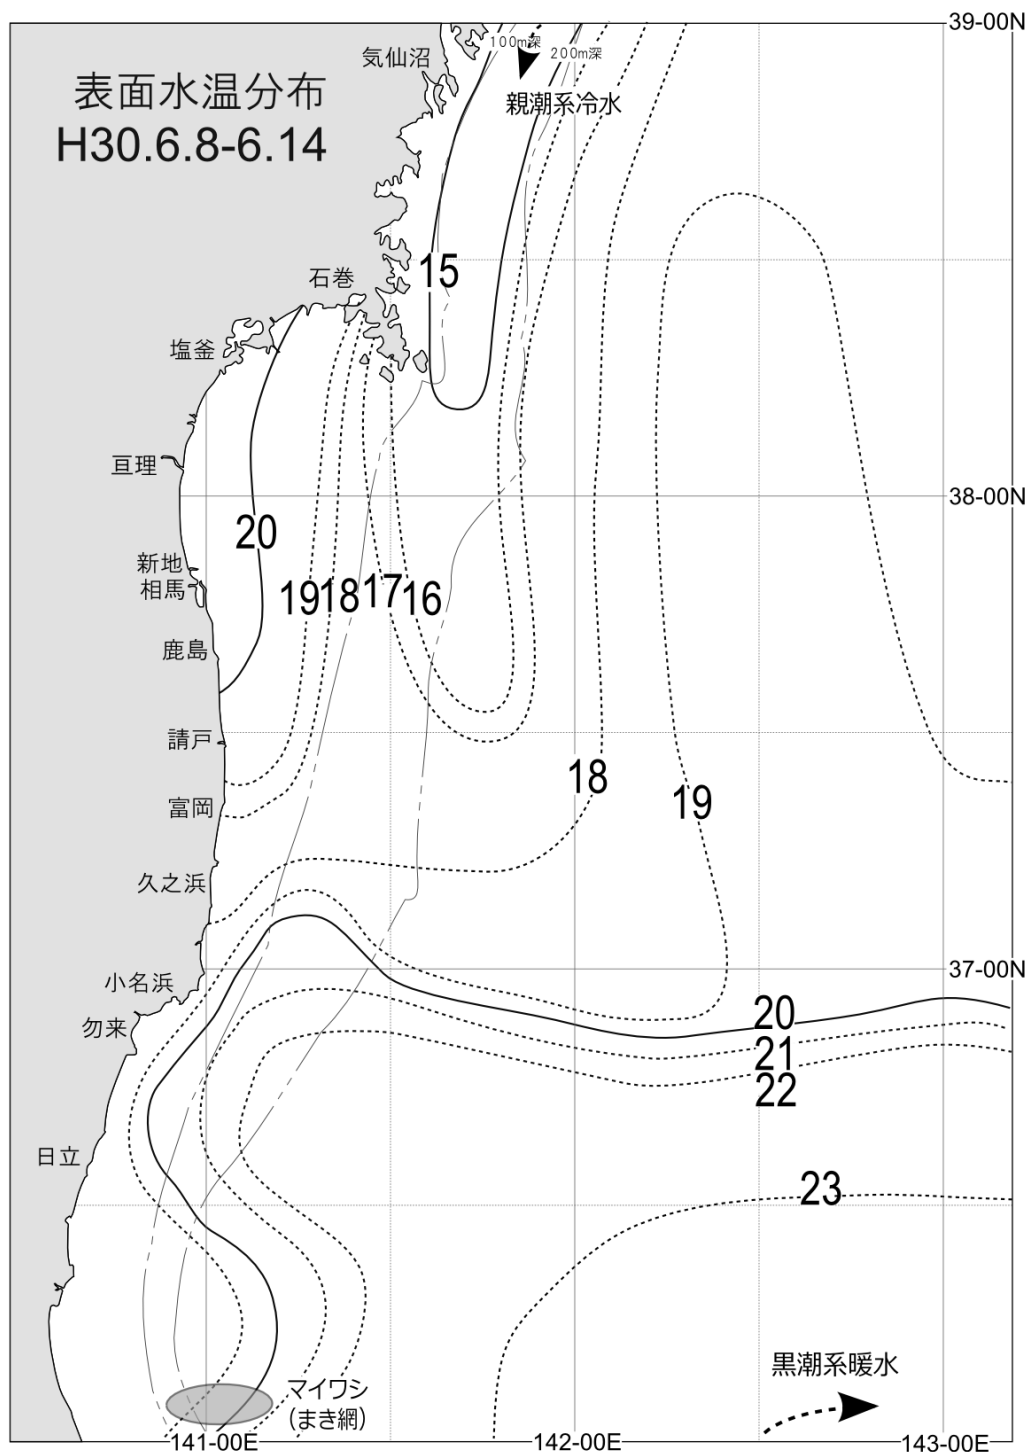 39-00N
100m深
200m深
気仙沼
表面水温分布
H30.6.8-6.14
親潮系冷水
15
石巻
塩釜
亘理
38-00N
20
新地
相馬
19
18
17
16
鹿島
請戸
18
19
富岡
久之浜
37-00N
小名浜
勿来
20
21
22
日立
23
黒潮系暖水
マイワシ
(まき網)
141-00E
142-00E
143-00E